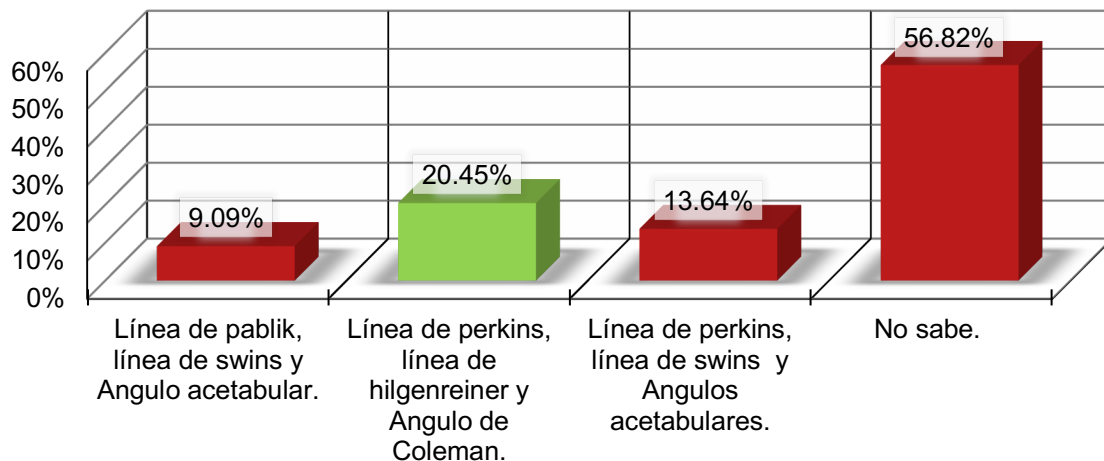 56.82%
60%
50%
40%
30%
20%
10%
0%
20.45%
13.64%
9.09%
Línea de pablik,
línea de swins y
Angulo acetabular.
Línea de perkins,
línea de
hilgenreiner y
Angulo de
Coleman.
Línea de perkins,
línea de swins y
Angulos
acetabulares.
No sabe.